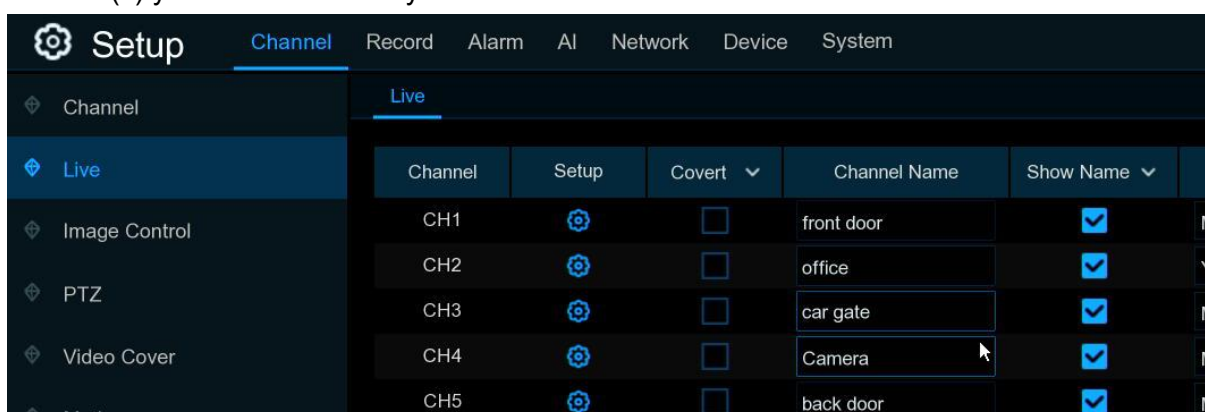 Setup Channel Record Alarm AI Network Device System
Channel
Live
Live
Image Control
PTZ
Video Cover
Channel Setup Covert Channel Name Show Name
CH1 front door
CH2 office
CH3 car gate
CH4 Camera
CH5 back door